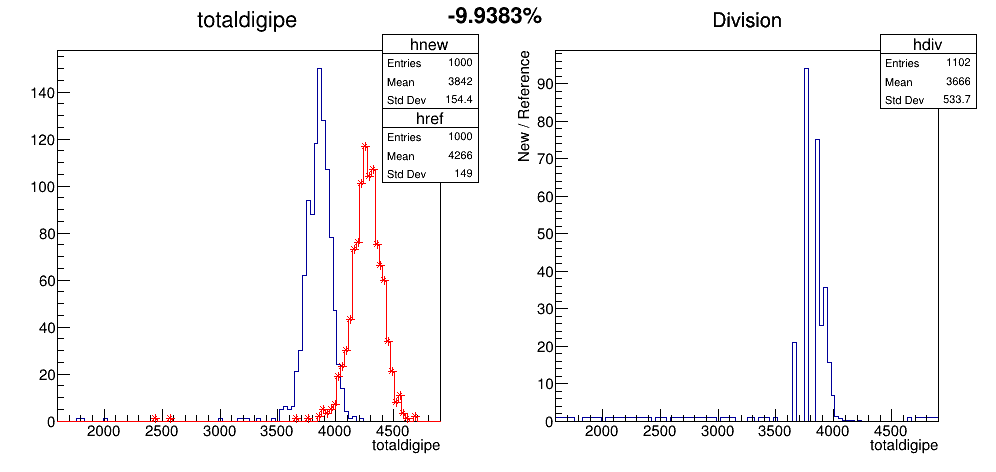 totaldigipe
-9.9383%
Division
hnew
Entries 1000
Mean 3842
Std Dev 154.4
href
Entries 1000
Mean 4266
Std Dev 149
140
120
100
80
60
40
20
0
2000 2500 3000 3500 4000 4500
totaldigipe
hdiv
Entries 1102
Mean 3666
Std Dev 533.7
New / Reference
90
80
70
60
50
40
30
20
10
0
2000 2500 3000 3500 4000 4500
totaldigipe